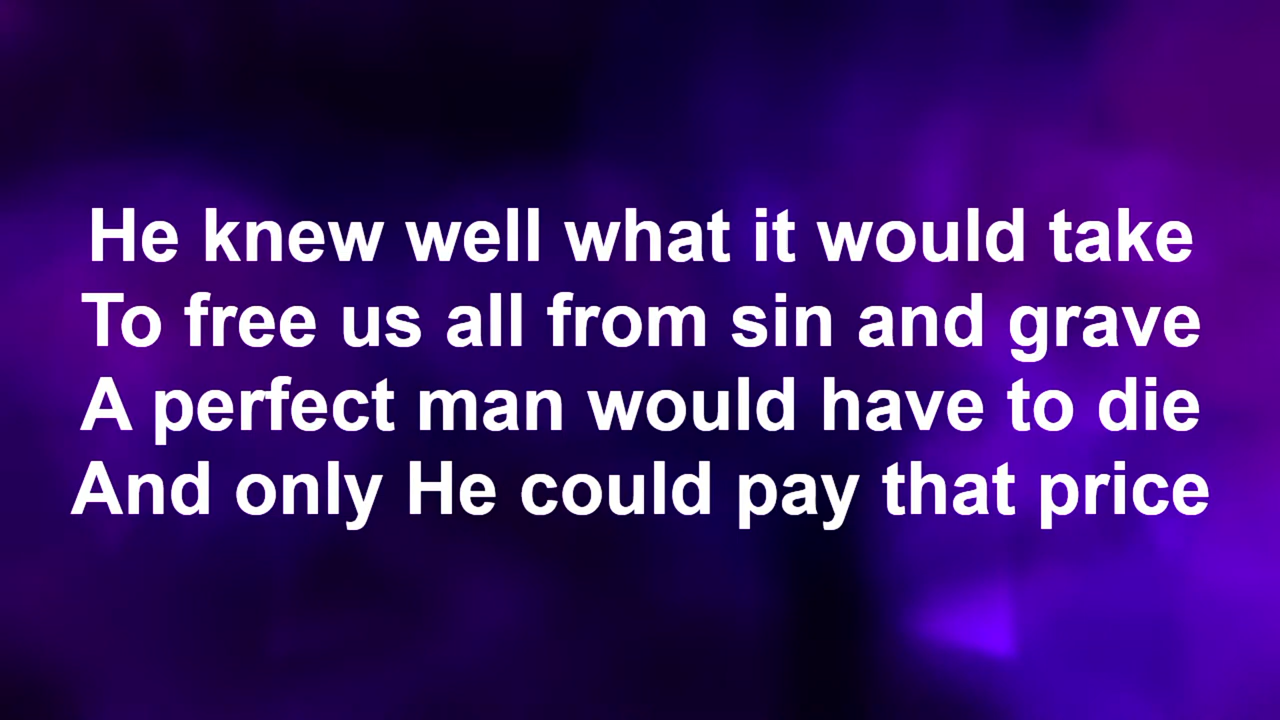 He knew well what it would take
To free us all from sin and grave
A perfect man would have to die
And only He could pay that price